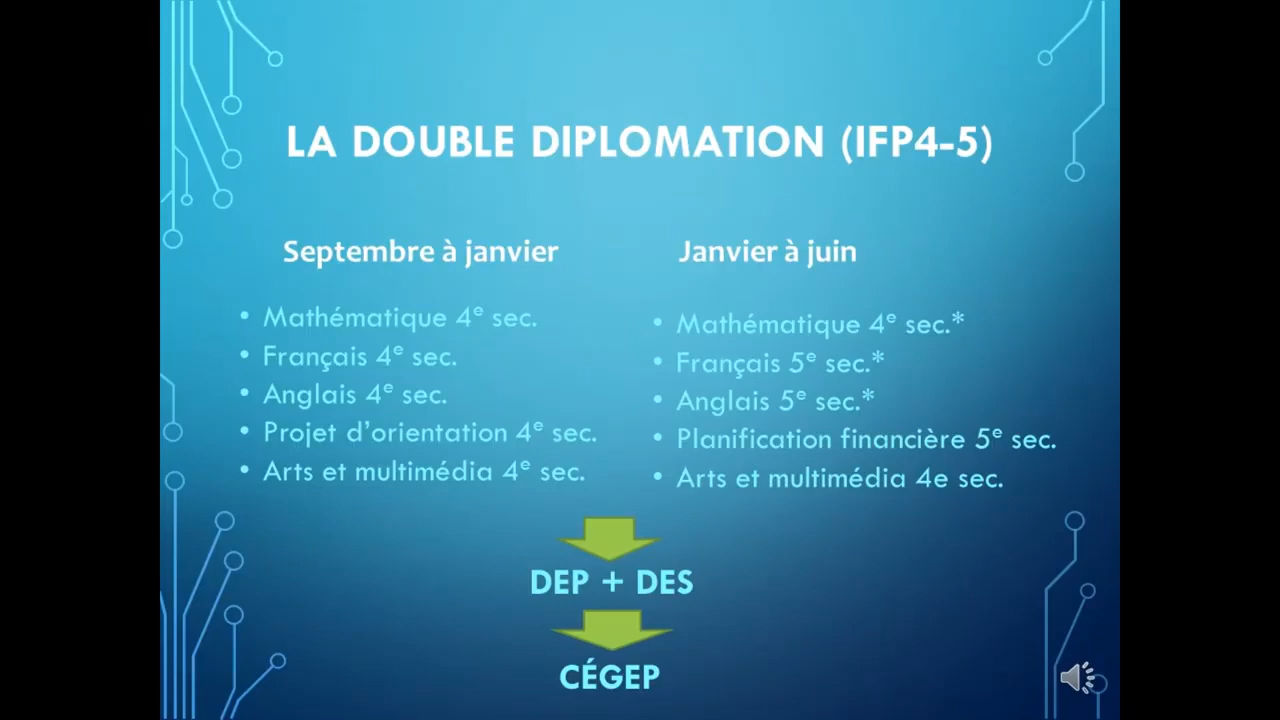 LA DOUBLE DIPLOMATION (IFP4-5)
Septembre à janvier
• Mathématique 4e sec.
• Français 4e sec.
• Anglais 4e sec.
• Projet d’orientation 4e sec.
• Arts et multimédia 4e sec.
Janvier à juin
• Mathématique 4e sec.*
• Français 5e sec.*
• Anglais 5e sec.*
• Planification financière 5e sec.
• Arts et multimédia 4e sec.
DEP + DES
CÉGEP